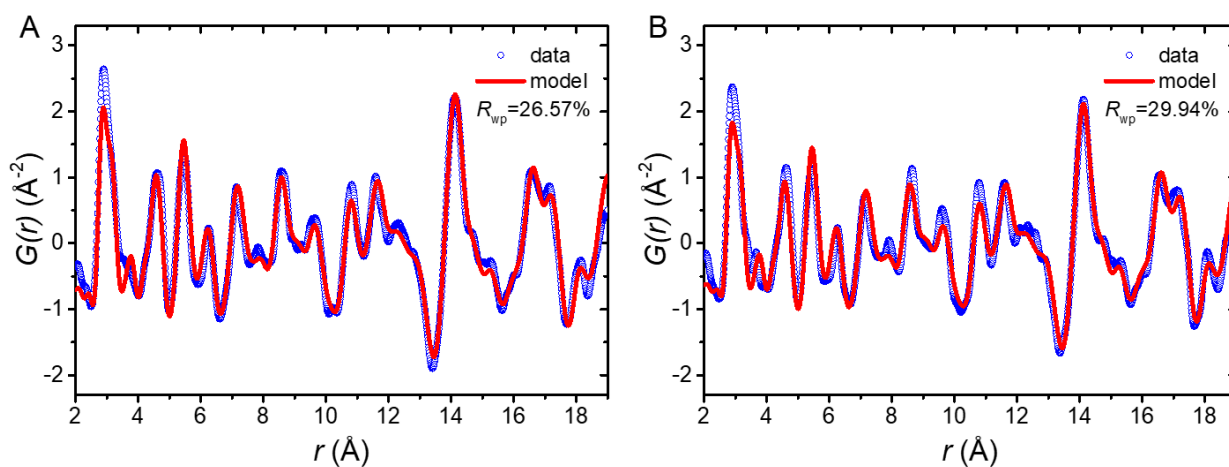 A
3
2
1
0
-1
-2
G(r) (Å⁻²)
data
model
Rwp=26.57%
2 4 6 8 10 12 14 16 18
r (Å)
B
3
2
1
0
-1
-2
G(r) (Å⁻²)
data
model
Rwp=29.94%
2 4 6 8 10 12 14 16 18
r (Å)